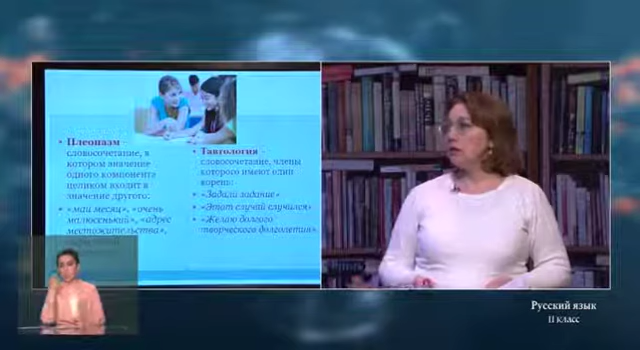 Плеоназм –
словосочетание, в
котором значение
одного компонента
целиком входит в
значение другого:
«май месяц», «очень
малюсенький», «адрес
местожительства»,
Тавтология –
словосочетание, члены
которого имеют один
корень:
«Задали задание»
«Этот случай случился»
«Желаю долгого
творческого долголетия»
Русский язык
II класс